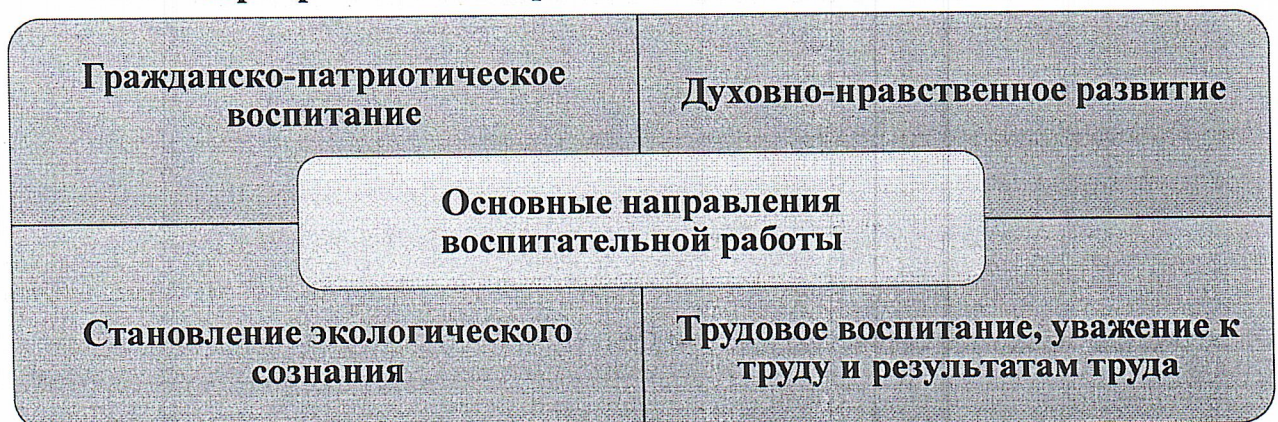 Гражданско-патриотическое
воспитание
Духовно-нравственное развитие
Основные направления
воспитательной работы
Становление экологического
сознания
Трудовое воспитание, уважение к
труду и результатам труда